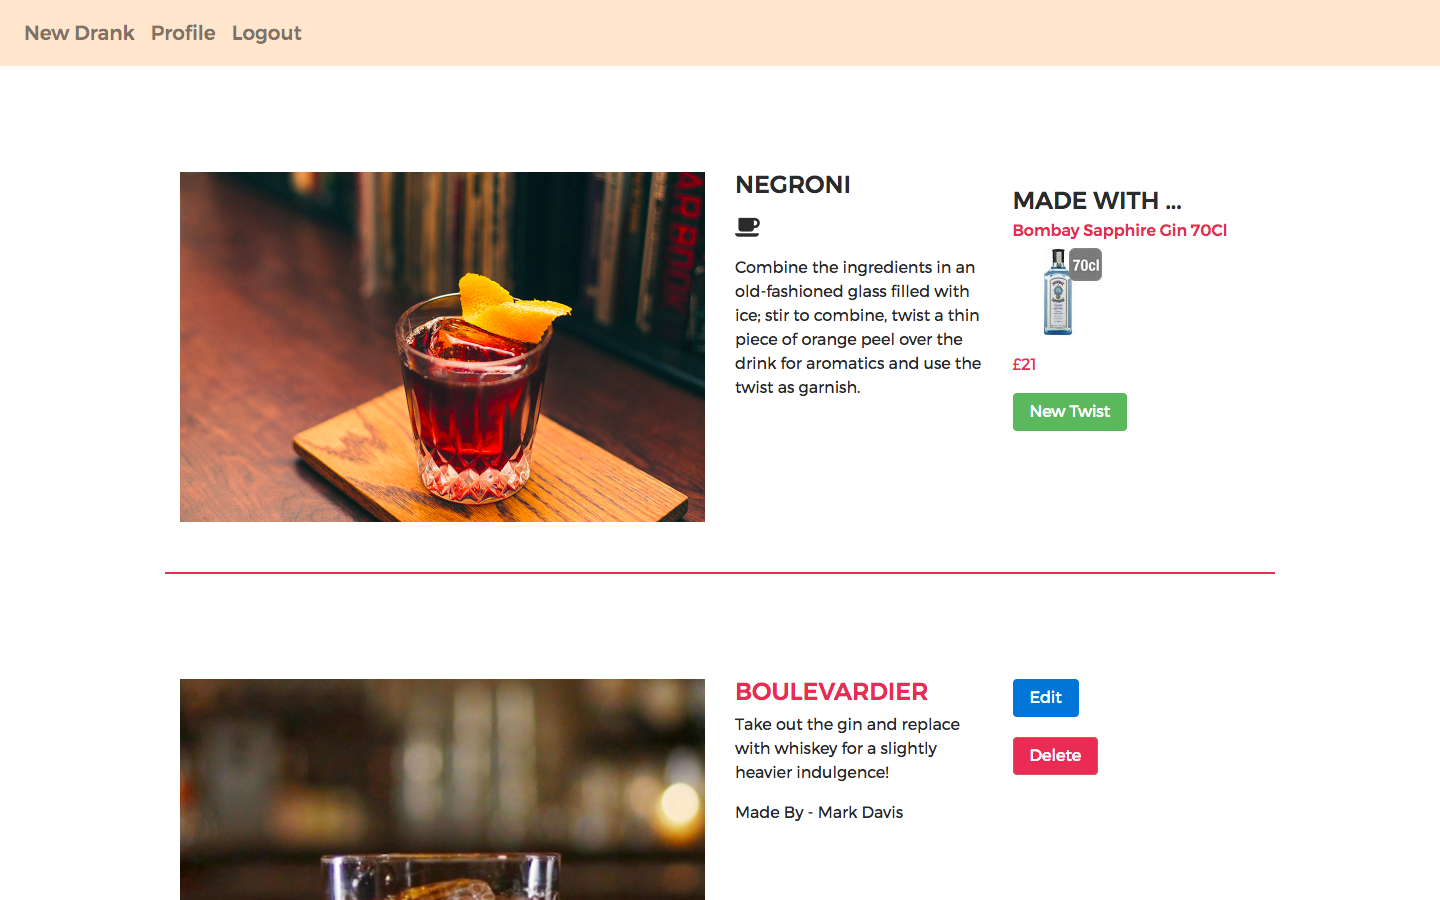 New Drank Profile Logout
NEGRONI
Combine the ingredients in an
old-fashioned glass filled with
ice; stir to combine, twist a thin
piece of orange peel over the
drink for aromatics and use the
twist as garnish.
MADE WITH ...
Bombay Sapphire Gin 70Cl
70cl
£21
New Twist
BOULEVARDIER
Take out the gin and replace
with whiskey for a slightly
heavier indulgence!
Made By - Mark Davis
Edit
Delete